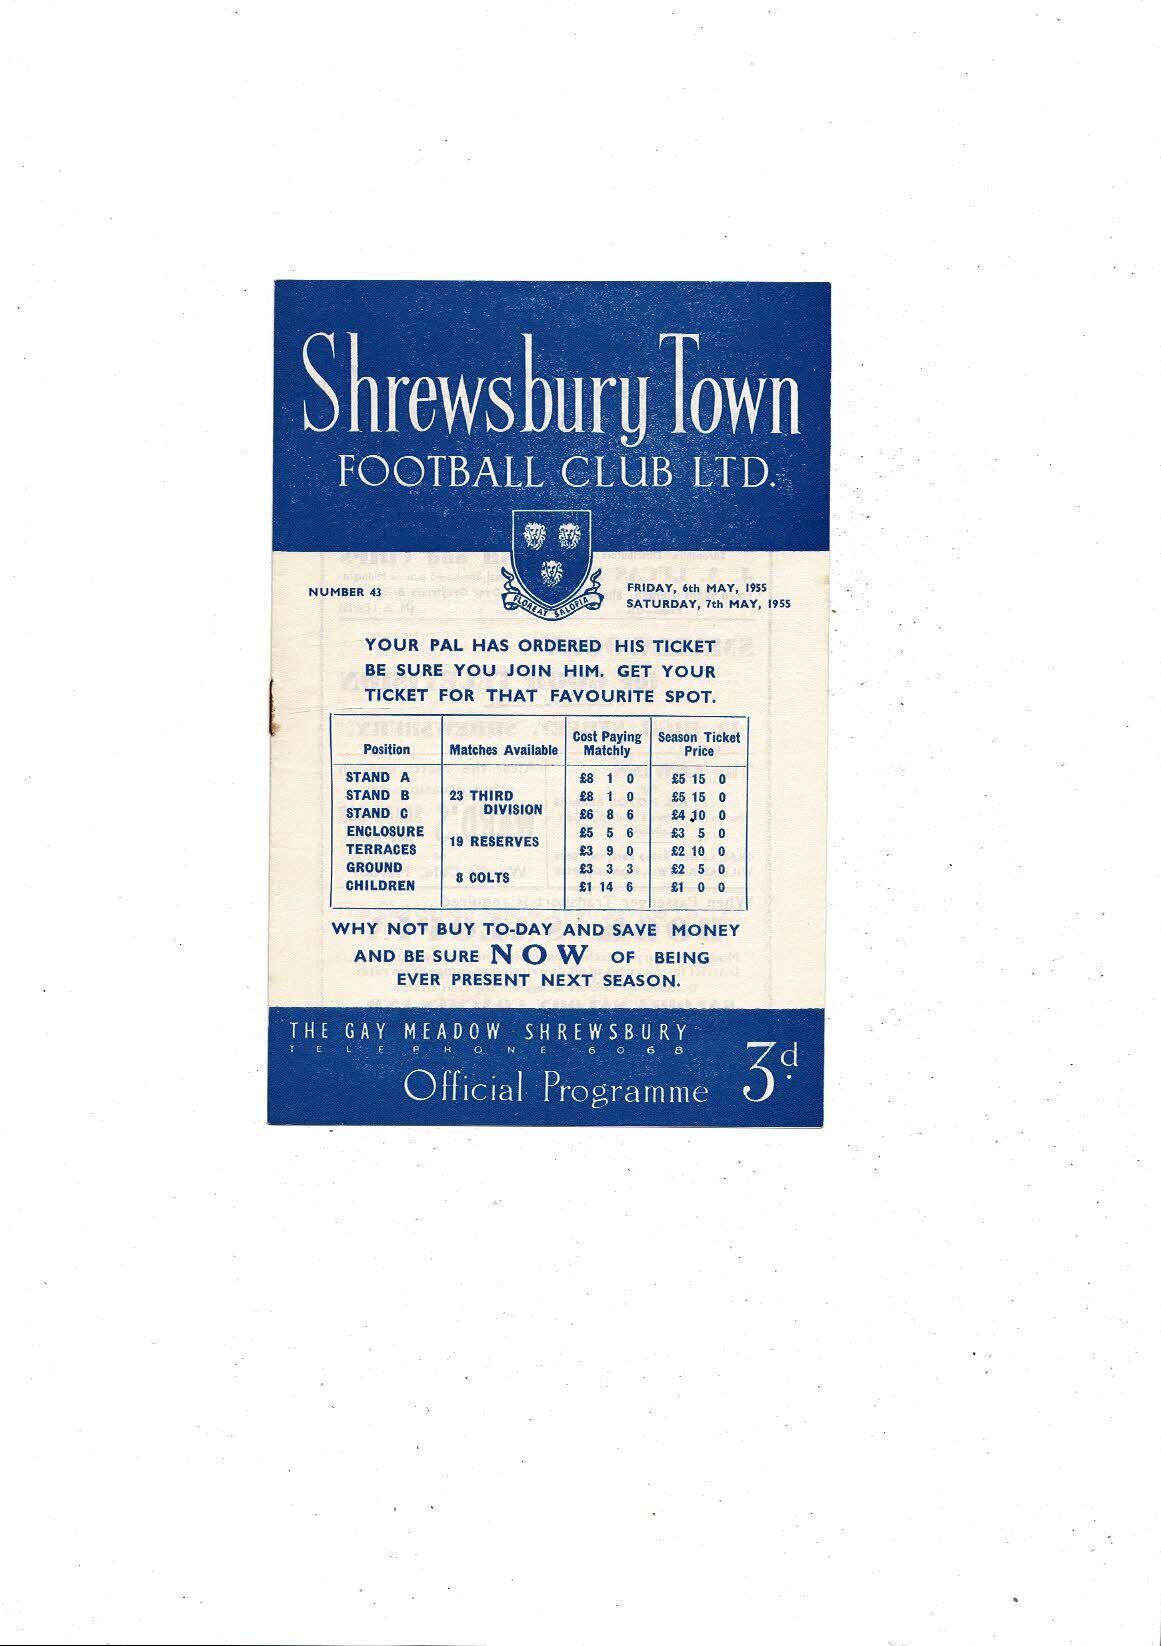 Shrewsbury Town
FOOTBALL CLUB LTD.
NUMBER 43
FLOREAT SALOPIA
FRIDAY, 6th MAY, 1955
SATURDAY, 7th MAY, 1955
YOUR PAL HAS ORDERED HIS TICKET
BE SURE YOU JOIN HIM. GET YOUR
TICKET FOR THAT FAVOURITE SPOT.
Position Matches Available Cost Paying Matchly Season Ticket Price
STAND A £8 1 0 £5 15 0
STAND B 23 THIRD £8 1 0 £5 15 0
STAND C DIVISION £6 8 6 £4 10 0
ENCLOSURE £5 5 6 £3 5 0
TERRACES 19 RESERVES £3 9 0 £2 10 0
GROUND £3 3 3 £2 5 0
CHILDREN 8 COLTS £1 14 6 £1 0 0
WHY NOT BUY TO-DAY AND SAVE MONEY
AND BE SURE NOW OF BEING
EVER PRESENT NEXT SEASON.
THE GAY MEADOW SHREWSBURY
TELEPHONE 6068
Official Programme 3d.